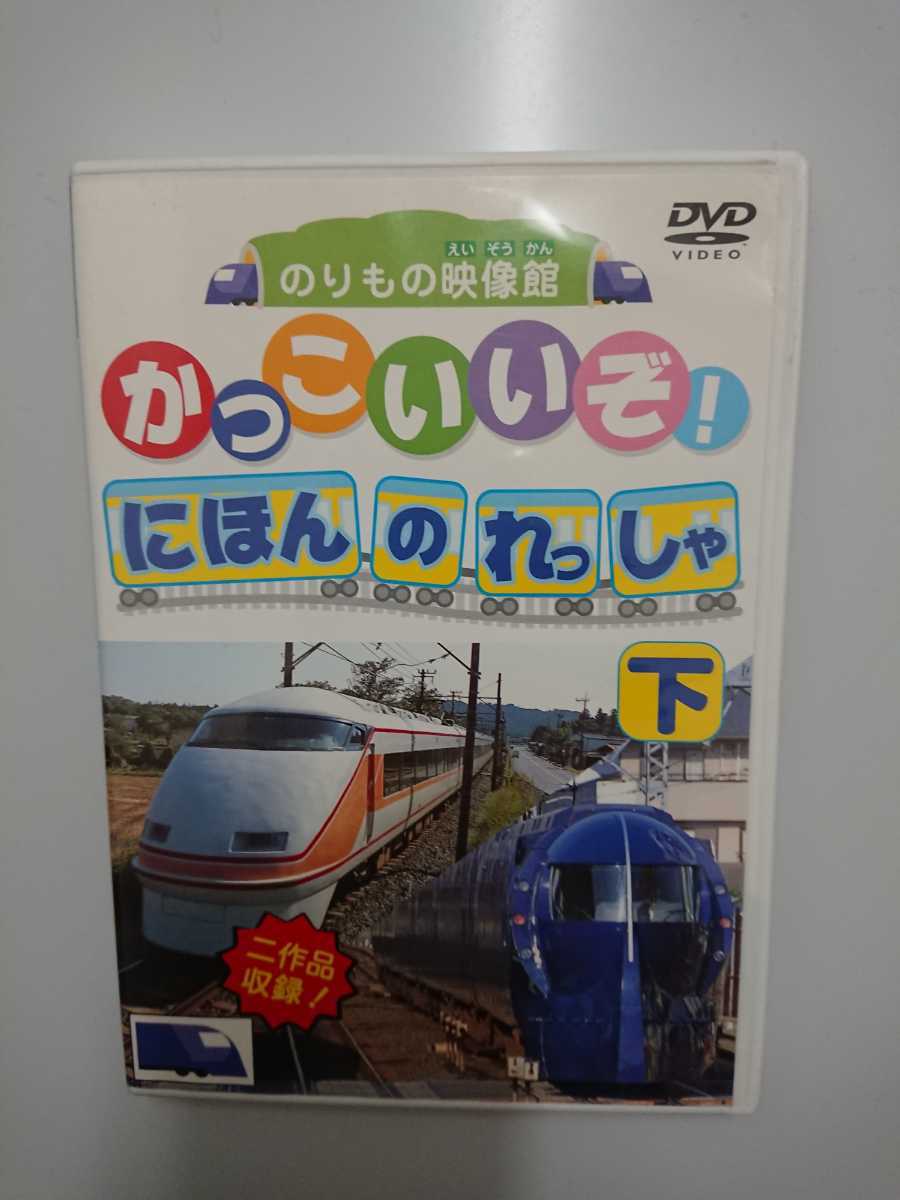 DVD
VIDEO
えい ぞう かん
のりもの映像館
かっこいいぞ!
にほんのれっしゃ
下
二作品
収録!